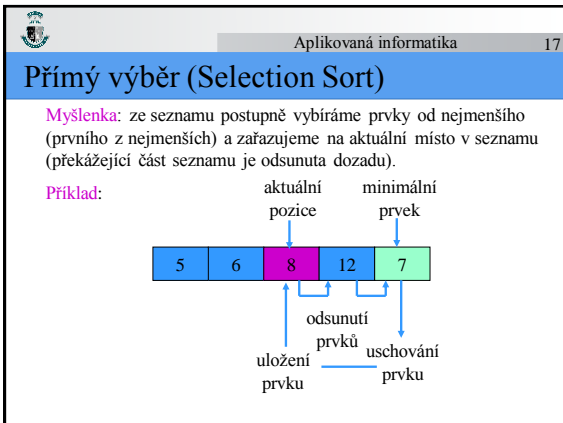 Aplikovaná informatika 17
Přímý výběr (Selection Sort)
Myšlenka: ze seznamu postupně vybíráme prvky od nejmenšího
(prvního z nejmenších) a zařazujeme na aktuální místo v seznamu
(překážející část seznamu je odsunuta dozadu).
Příklad:
aktuální pozice
minimální prvek
5 6 8 12 7
odsunutí prvků
uložení prvku
uschování prvku